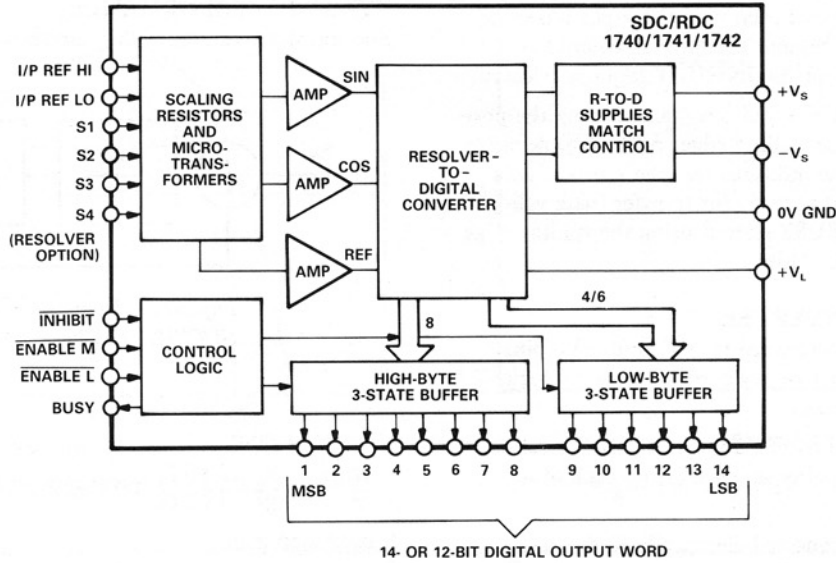 SDC/RDC
1740/1741/1742
I/P REF HI
I/P REF LO
S1
S2
S3
S4
(RESOLVER
OPTION)
SCALING
RESISTORS
AND
MICRO-
TRANS-
FORMERS
AMP
SIN
AMP
COS
AMP
REF
RESOLVER-
TO-
DIGITAL
CONVERTER
R-TO-D
SUPPLIES
MATCH
CONTROL
+VS
-VS
0V GND
+VL
INHIBIT
ENABLE M
ENABLE L
BUSY
CONTROL
LOGIC
8
4/6
HIGH-BYTE
3-STATE BUFFER
LOW-BYTE
3-STATE BUFFER
1 2 3 4 5 6 7 8 9 10 11 12 13 14
MSB LSB
14- OR 12-BIT DIGITAL OUTPUT WORD